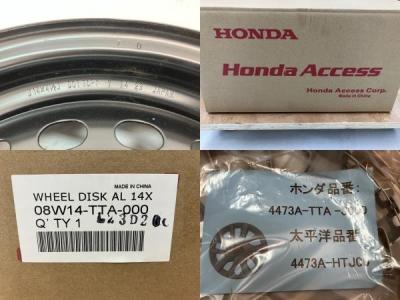 HONDA
Honda Access
Honda Access Corp.
Made in China
MADE IN CHINA
WHEEL DISK AL 14X
08W14-TTA-000
Q'TY 1
ホンダ品番:
4473A-TTA
太平洋品番
4473A-HTJC0